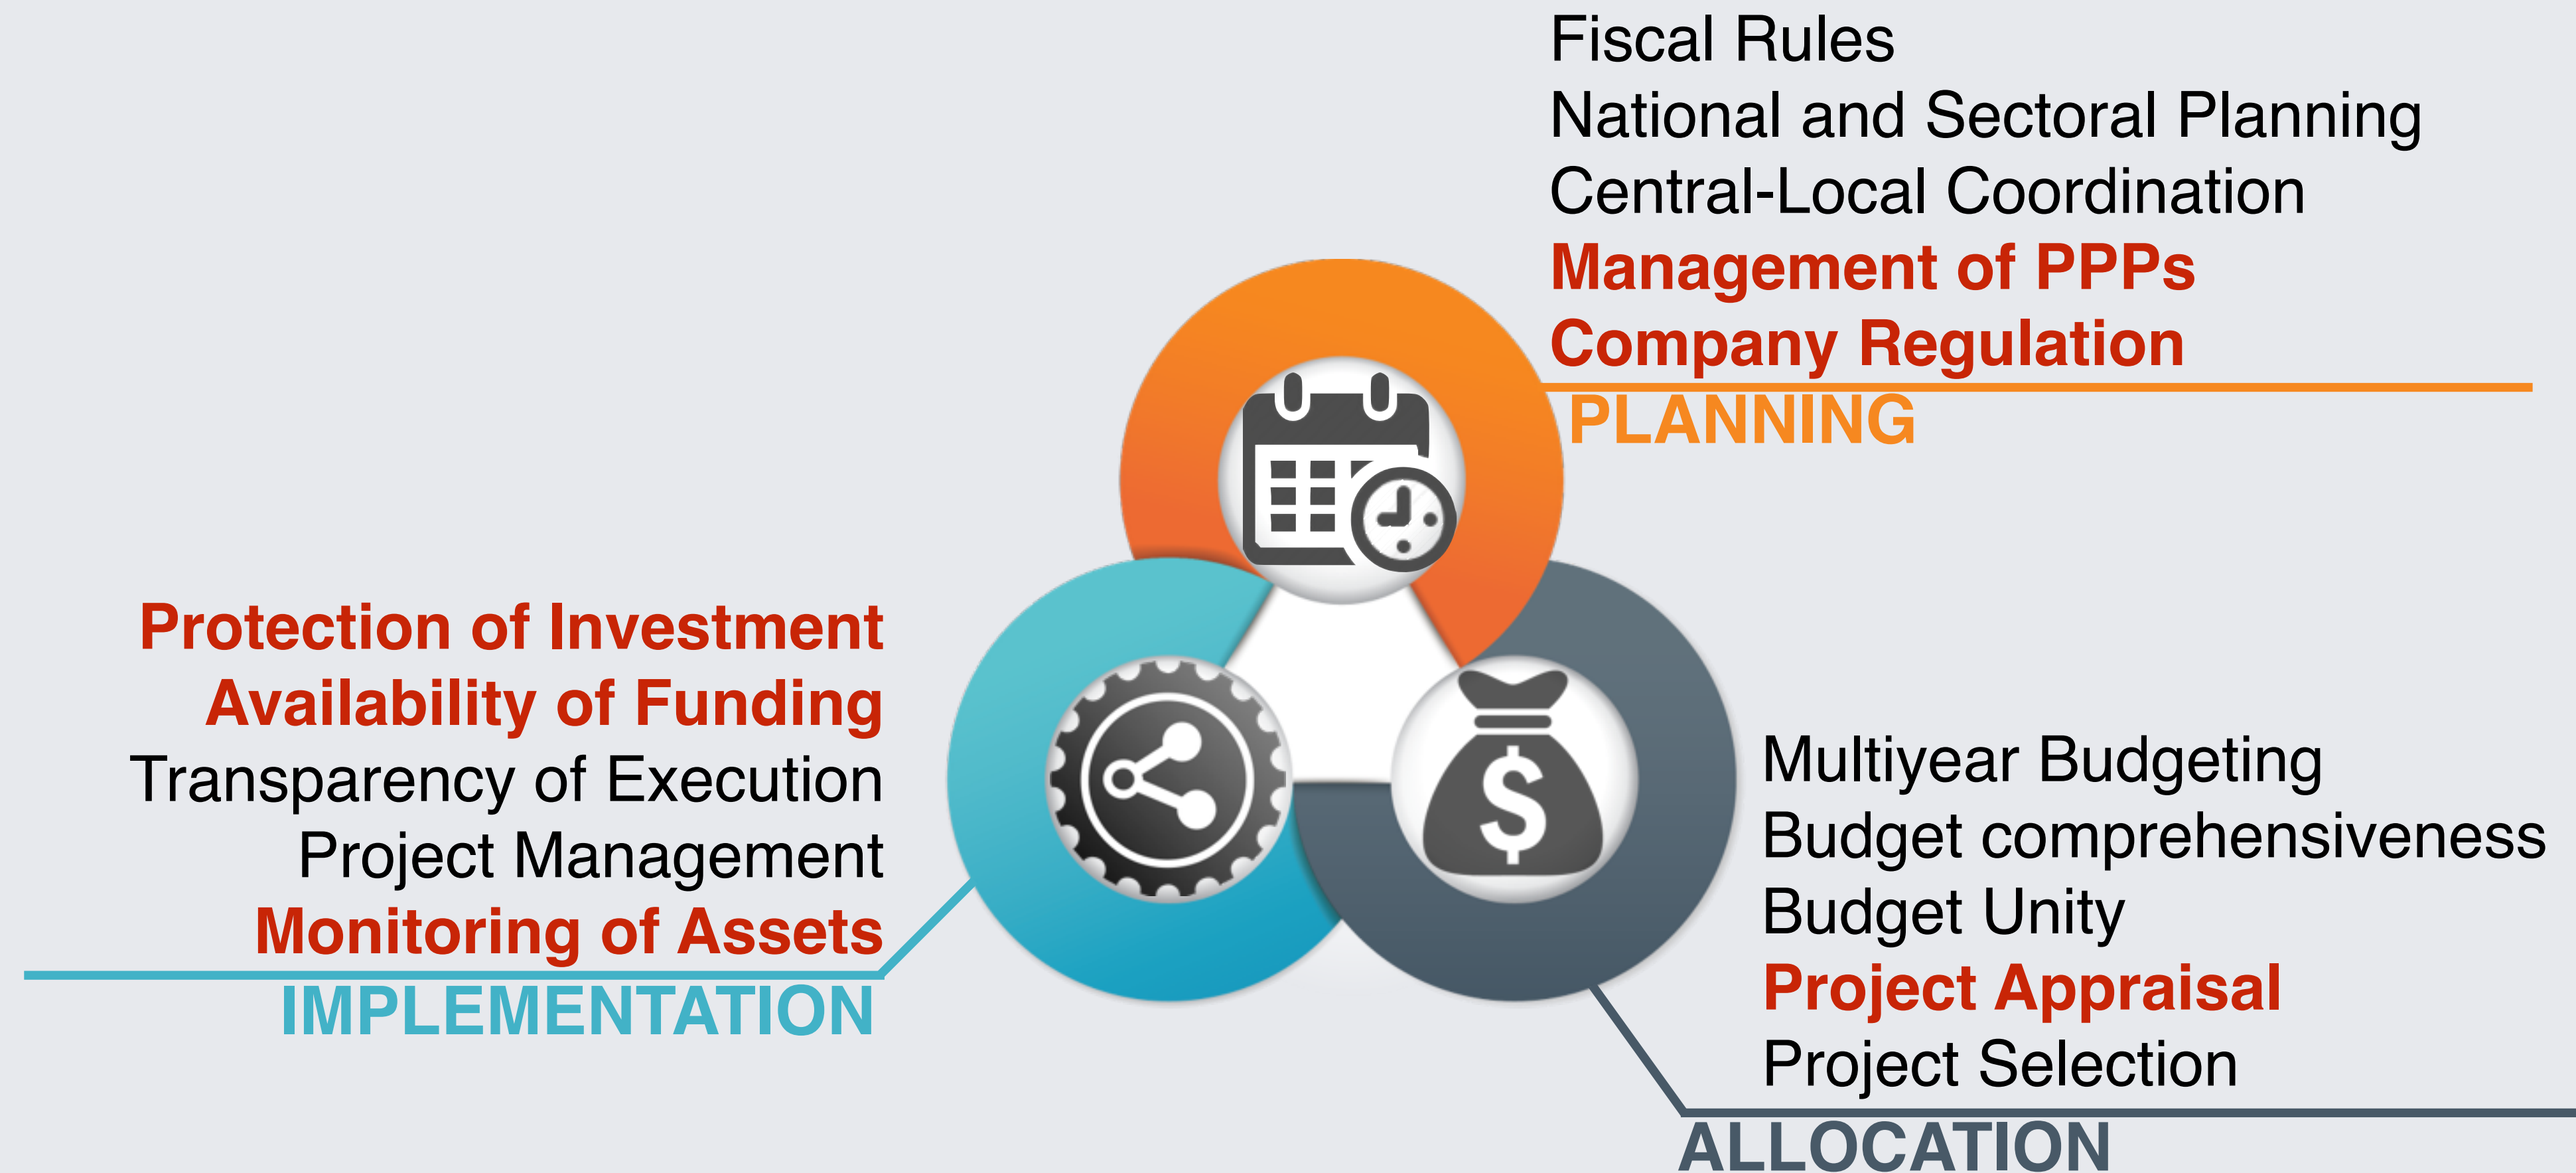 Fiscal Rules
National and Sectoral Planning
Central-Local Coordination
Management of PPPs
Company Regulation
PLANNING
Protection of Investment
Availability of Funding
Transparency of Execution
Project Management
Monitoring of Assets
IMPLEMENTATION
$
Multiyear Budgeting
Budget comprehensiveness
Budget Unity
Project Appraisal
Project Selection
ALLOCATION